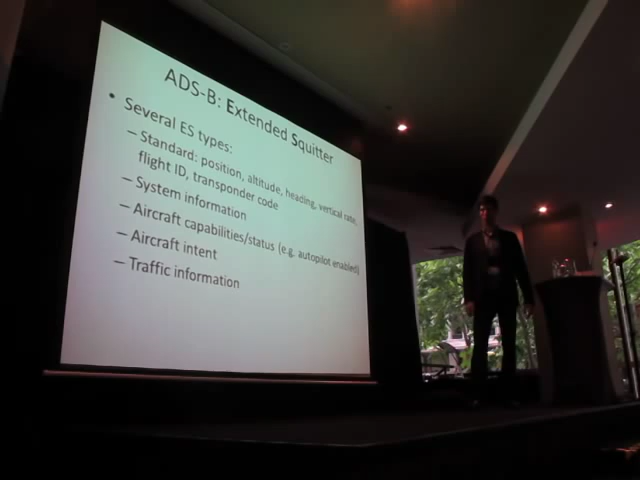 ADS-B: Extended Squitter
• Several ES types:
– Standard: position, altitude, heading, vertical rate,
flight ID, transponder code
– System information
– Aircraft capabilities/status (e.g. autopilot enabled)
– Aircraft intent
– Traffic information